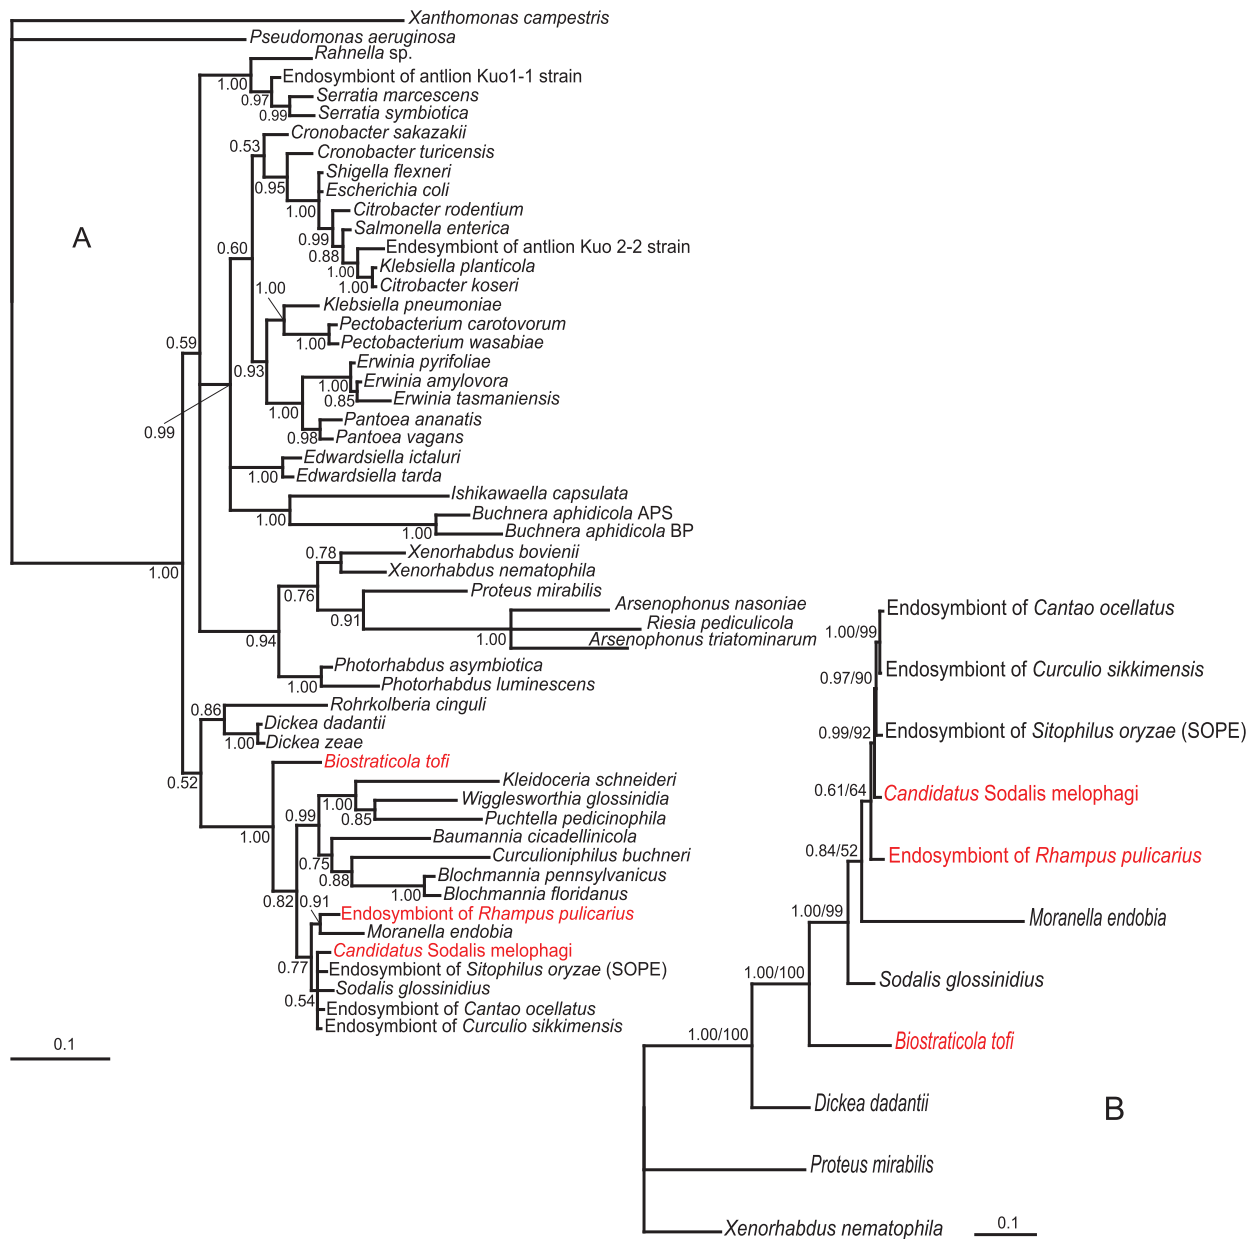 Xanthomonas campestris
Pseudomonas aeruginosa
Rahnella sp.
1.00
Endosymbiont of antlion Kuo1-1 strain
0.97
Serratia marcescens
0.99
Serratia symbiotica
Cronobacter sakazakii
0.53
Cronobacter turicensis
0.95
Shigella flexneri
Escherichia coli
1.00
Citrobacter rodentium
0.99
Salmonella enterica
0.88
Endesymbiont of antlion Kuo 2-2 strain
1.00
Klebsiella planticola
1.00
Citrobacter koseri
A
0.60
1.00
Klebsiella pneumoniae
Pectobacterium carotovorum
1.00
Pectobacterium wasabiae
0.59
0.93
Erwinia pyrifoliae
1.00
Erwinia amylovora
0.85
Erwinia tasmaniensis
1.00
Pantoea ananatis
0.98
Pantoea vagans
0.99
Edwardsiella ictaluri
1.00
Edwardsiella tarda
Ishikawaella capsulata
1.00
Buchnera aphidicola APS
1.00
Buchnera aphidicola BP
0.78
Xenorhabdus bovienii
1.00
Xenorhabdus nematophila
0.76
Proteus mirabilis
Arsenophonus nasoniae
0.91
Riesia pediculicola
0.94
1.00
Arsenophonus triatominarum
Photorhabdus asymbiotica
1.00
Photorhabdus luminescens
0.86
Rohrkolberia cinguli
Dickea dadantii
1.00
Dickea zeae
0.52
Biostraticola tofi
Kleidoceria schneideri
1.00
Wigglesworthia glossinidia
0.99
0.85
Puchtella pedicinophila
1.00
Baumannia cicadellinicola
0.75
Curculioniphilus buchneri
0.88
Blochmannia pennsylvanicus
1.00
Blochmannia floridanus
0.82
0.91
Endosymbiont of Rhampus pulicarius
Moranella endobia
Candidatus Sodalis melophagi
0.77
Endosymbiont of Sitophilus oryzae (SOPE)
Sodalis glossinidius
0.54
Endosymbiont of Cantao ocellatus
Endosymbiont of Curculio sikkimensis
0.1
Endosymbiont of Cantao ocellatus
1.00/99
Endosymbiont of Curculio sikkimensis
0.97/90
Endosymbiont of Sitophilus oryzae (SOPE)
0.99/92
Candidatus Sodalis melophagi
0.61/64
Endosymbiont of Rhampus pulicarius
0.84/52
Moranella endobia
1.00/99
Sodalis glossinidius
1.00/100
Biostraticola tofi
1.00/100
Dickea dadantii
B
Proteus mirabilis
Xenorhabdus nematophila
0.1